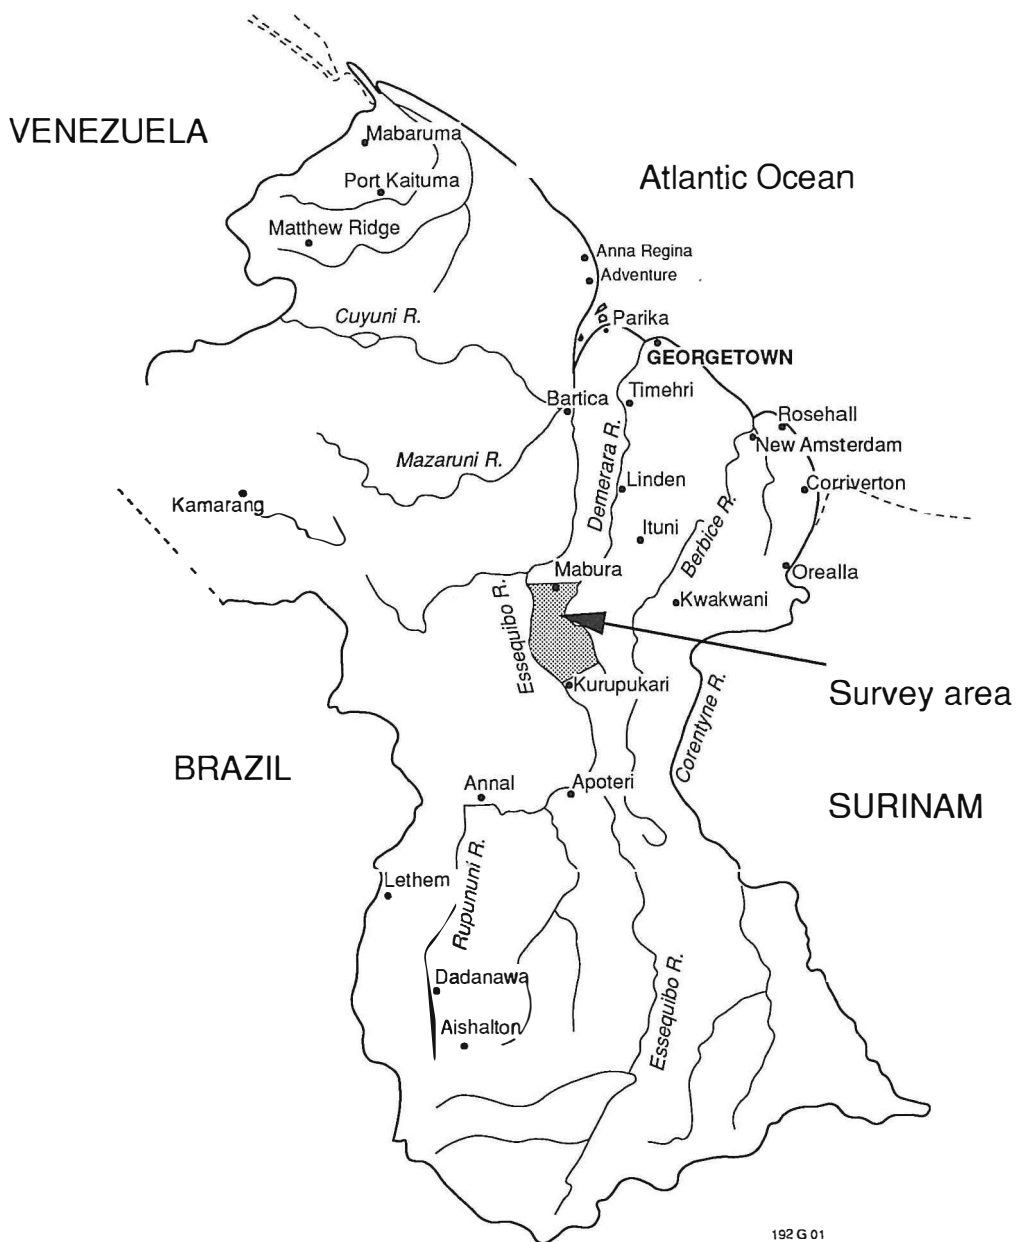 VENEZUELA
Mabaruma
Port Kaituma
Matthew Ridge
Atlantic Ocean
Anna Regina
Adventure
Cuyuni R.
Parika
GEORGETOWN
Bartica
Timehri
Rosehall
New Amsterdam
Mazaruni R.
Demerara R.
Linden
Corriverton
Kamarang
Ituni
Berbice R.
Mabura
Orealla
Kwakwani
Essequibo R.
Kurupukari
Survey area
Corentyne R.
BRAZIL
Annal
Apoteri
SURINAM
Lethem
Rupununi R.
Dadanawa
Aishalton
Essequibo R.
192 G 01